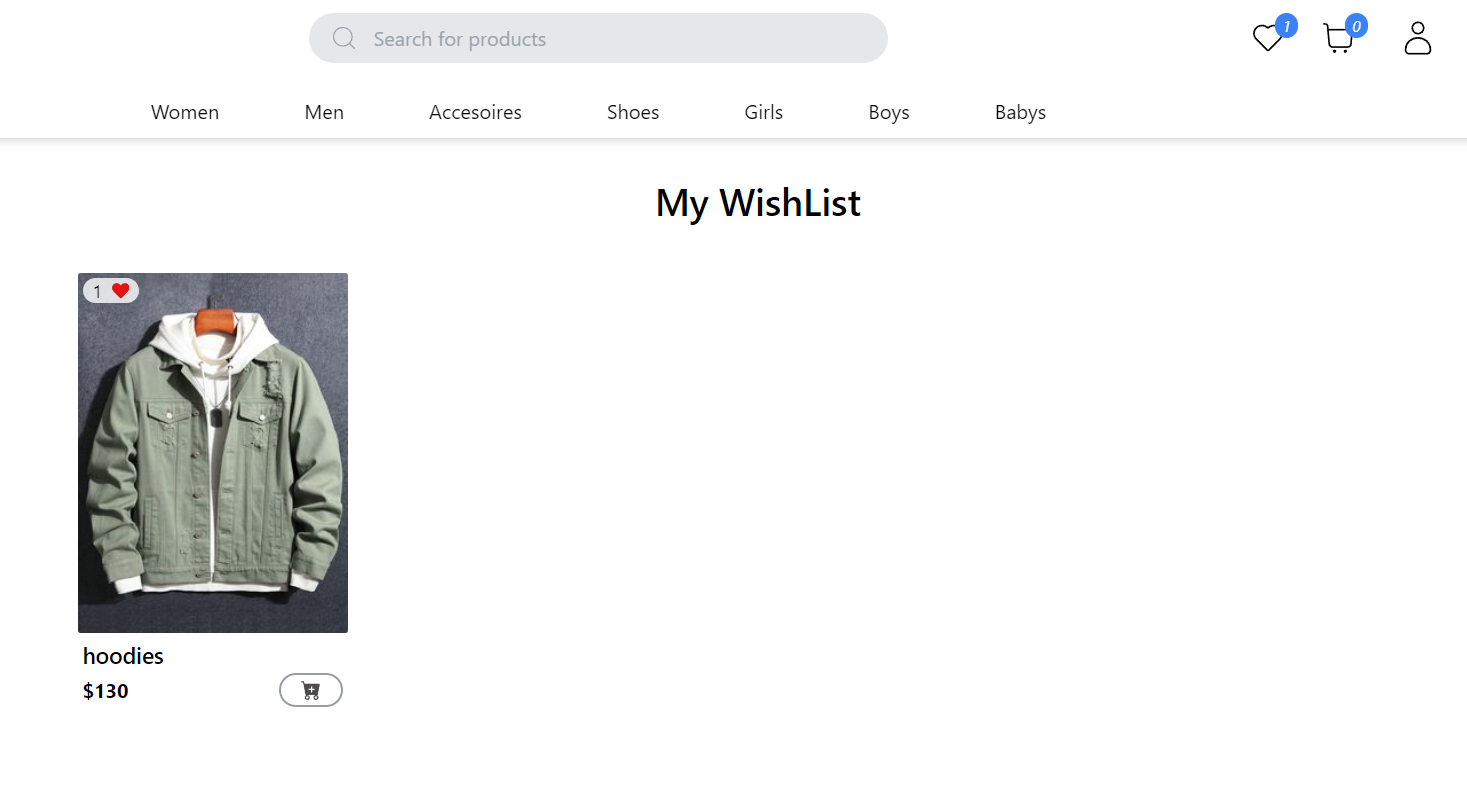 Search for products
1
0
Women Men Accesoires Shoes Girls Boys Babys
My WishList
1
hoodies
$130